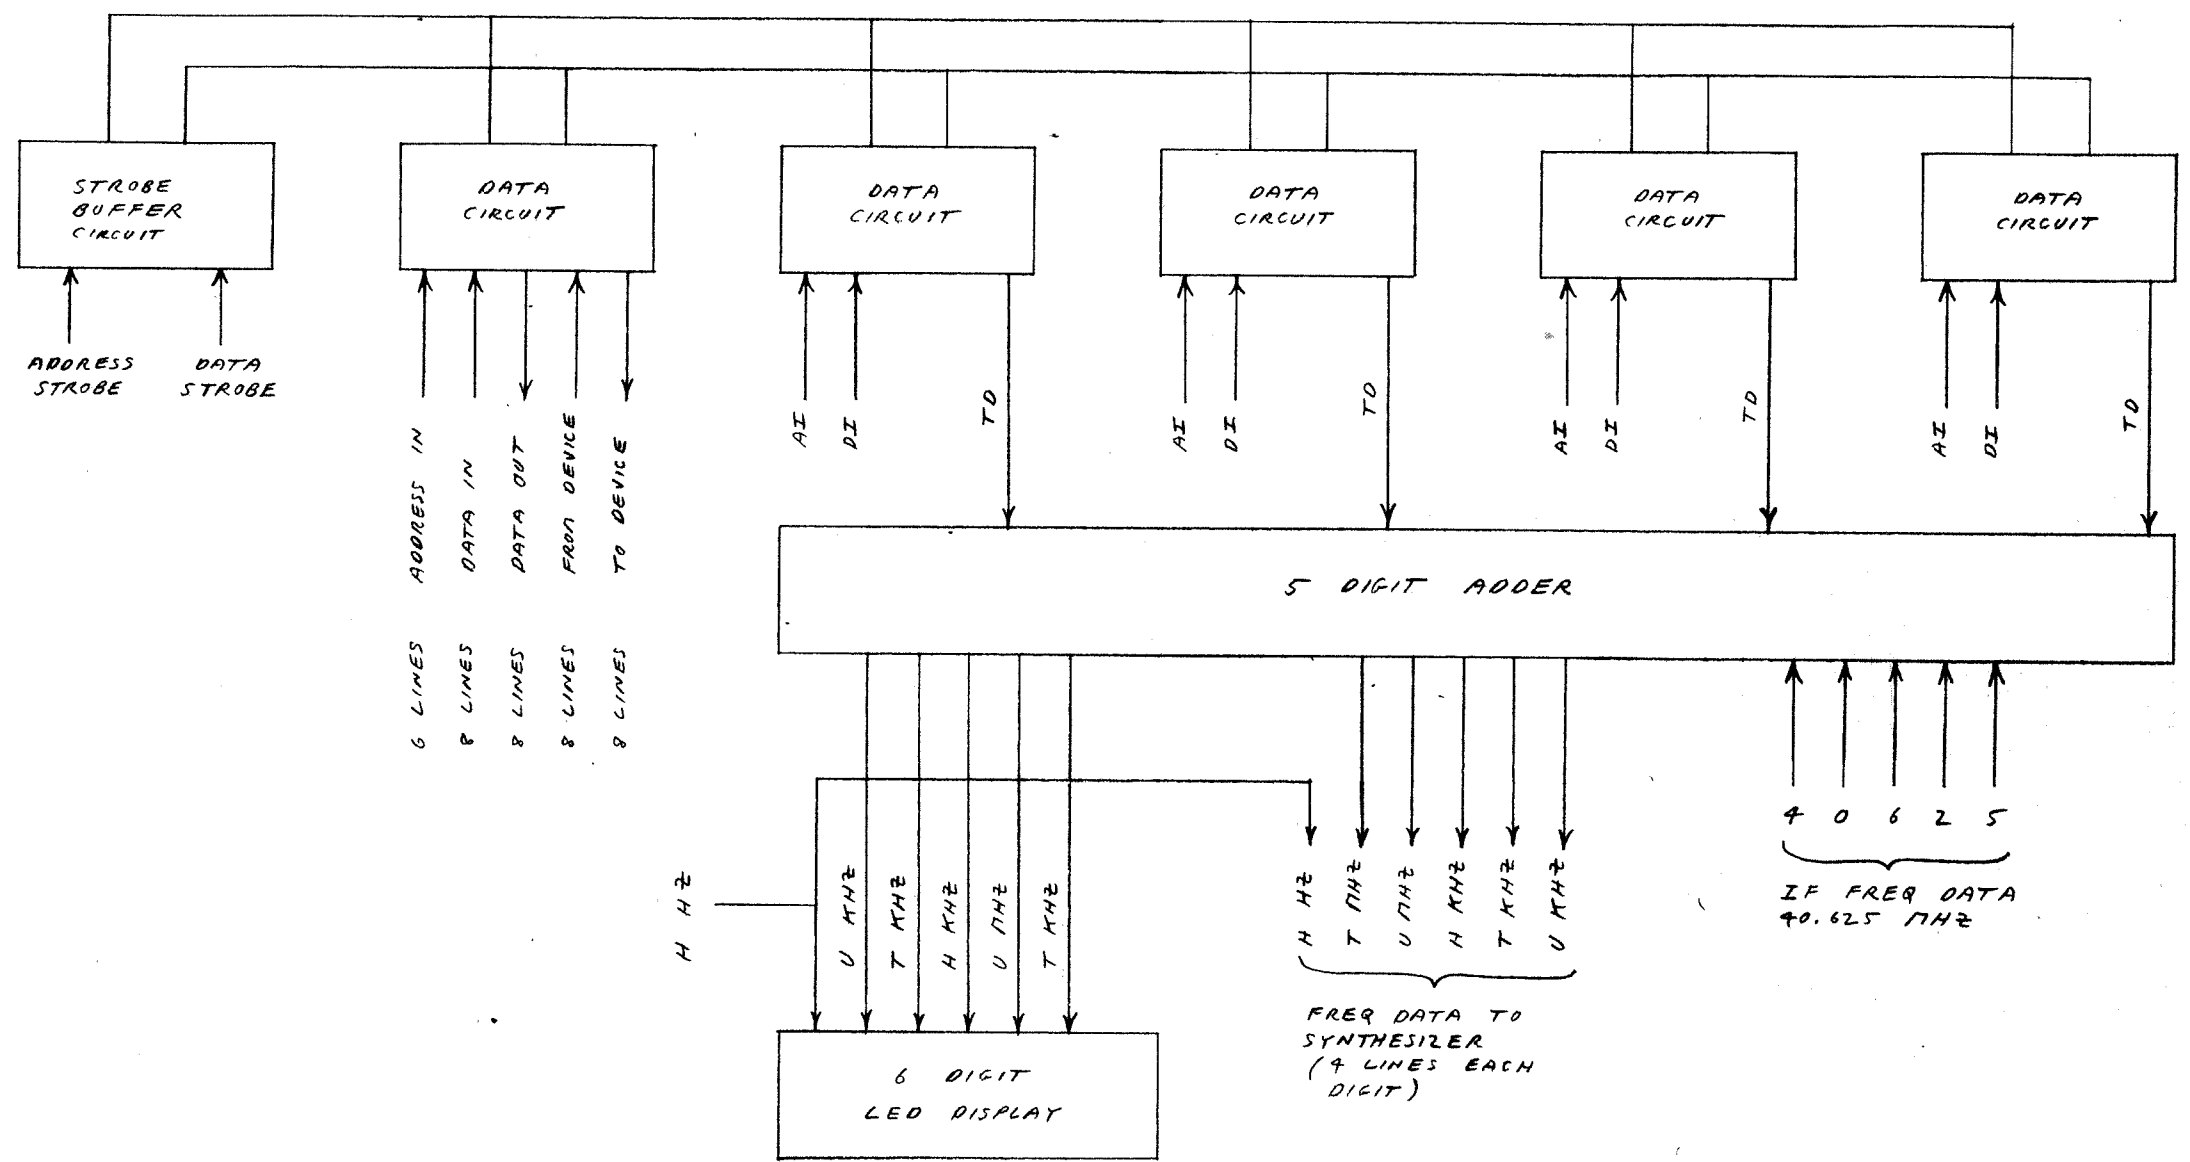 STROBE
BUFFER
CIRCUIT
DATA
CIRCUIT
DATA
CIRCUIT
DATA
CIRCUIT
DATA
CIRCUIT
DATA
CIRCUIT
ADDRESS
STROBE
DATA
STROBE
6 LINES ADDRESS IN
8 LINES DATA IN
8 LINES DATA OUT
8 LINES FROM DEVICE
8 LINES TO DEVICE
AI
DI
TD
AI
DI
TD
AI
DI
TD
AI
DI
TD
5 DIGIT ADDER
H HZ
U KHZ
T KHZ
H KHZ
U MHZ
T KHZ
H HZ
T MHZ
U MHZ
H KHZ
T KHZ
U KHZ
4 0 6 2 5
IF FREQ DATA
40.625 MHZ
FREQ DATA TO
SYNTHESIZER
(4 LINES EACH
DIGIT)
6 DIGIT
LED DISPLAY